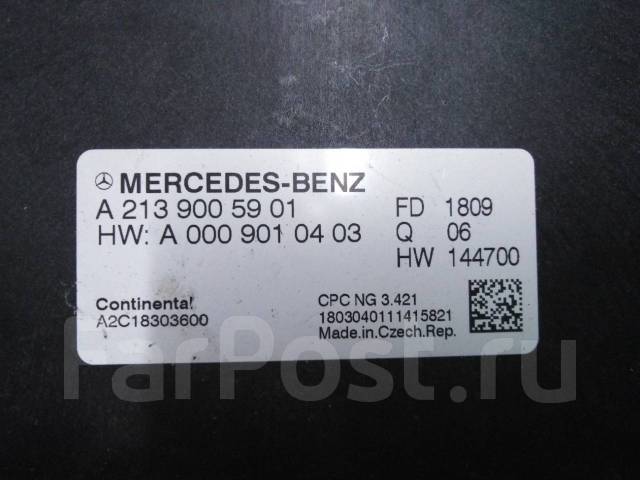 MERCEDES-BENZ
A 213 900 59 01
HW: A 000 901 04 03
FD 1809
Q 06
HW 144700
Continental
A2C18303600
CPC NG 3.421
1803040111415821
Made.in.Czech.Rep.
FarPost.ru